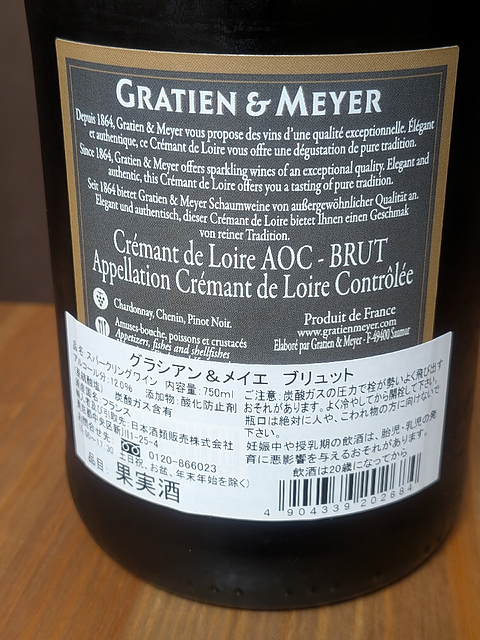 GRATIEN & MEYER
Depuis 1864, Gratien & Meyer vous propose des vins d'une qualité exceptionnelle. Élégant
et authentique, ce Crémant de Loire vous offre une dégustation de pure tradition.
Since 1864, Gratien & Meyer offers sparkling wines of an exceptional quality. Elegant and
authentic, this Crémant de Loire offers you a tasting of pure tradition.
Seit 1864 bietet Gratien & Meyer Schaumweine von außergewöhnlicher Qualität an.
Elegant und authentisch, dieser Crémant de Loire bietet Ihnen einen Geschmak
von reiner Tradition.
Crémant de Loire AOC - BRUT
Appellation Crémant de Loire Contrôlée
Chardonnay, Chenin, Pinot Noir.
Amuses-bouche, poissons et crustacés
Appetizers, fishes and shellfishes
Produit de France
www.gratienmeyer.com
Elaboré par Gratien & Meyer - F-49400 Saumur
グラシアン&メイエ ブリュット
品名:スパークリングワイン 内容量:750ml
アルコール分:12.0% 添加物:酸化防止剤
炭酸ガス含有
フランス
日本酒類販売株式会社
中央区新川1-25-4
0120-866023
土日祝、お盆、年末年始を除く)
品目:果実酒
ご注意:炭酸ガスの圧力で栓が勢いよく飛び出す
おそれがあります。よく冷やしてから開栓して下さい。
瓶口は絶対に人や、こわれ物の方に向けないで
下さい。
妊娠中や授乳期の飲酒は、胎児・乳児の発
育に悪影響を与えるおそれがあります。
飲酒は20歳になってから
4 904339 202884